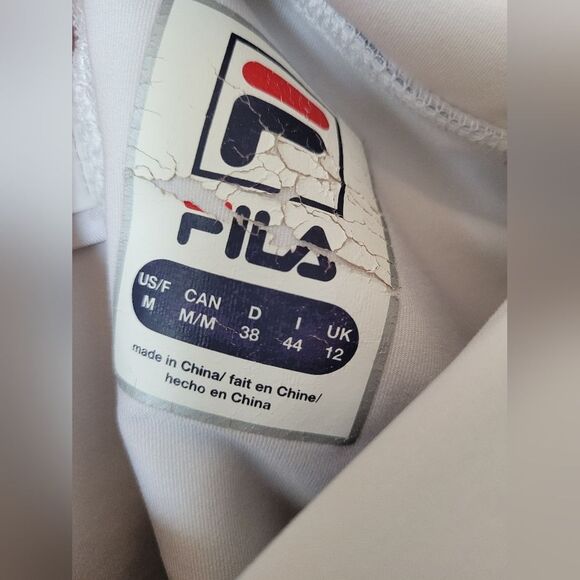 FILA
US/F CAN D I UK
M M/M 38 44 12
made in China/ fait en Chine/
hecho en China